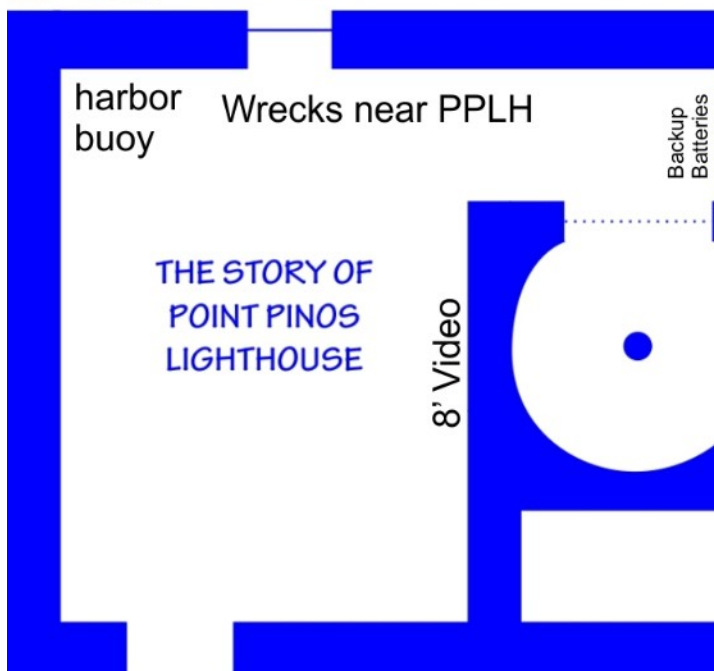 harbor
buoy
Wrecks near PPLH
Backup
Batteries
THE STORY OF
POINT PINOS
LIGHTHOUSE
8' Video